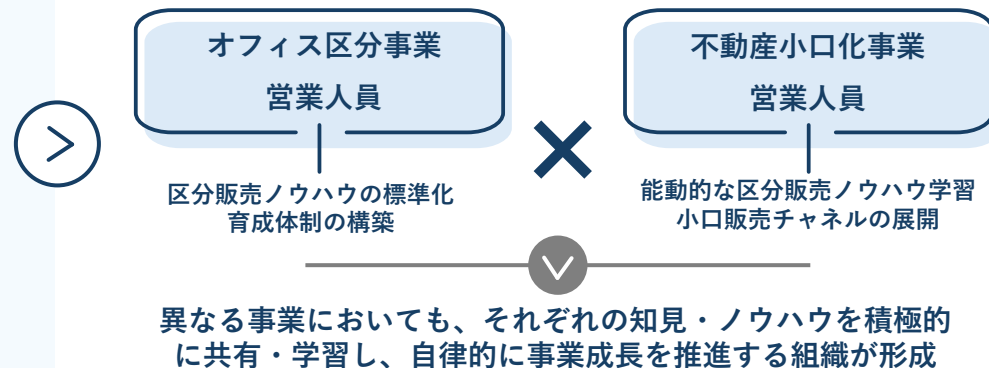 オフィス区分事業
営業人員
区分販売ノウハウの標準化
育成体制の構築
不動産小口化事業
営業人員
能動的な区分販売ノウハウ学習
小口販売チャネルの展開
異なる事業においても、それぞれの知見・ノウハウを積極的
に共有・学習し、自律的に事業成長を推進する組織が形成